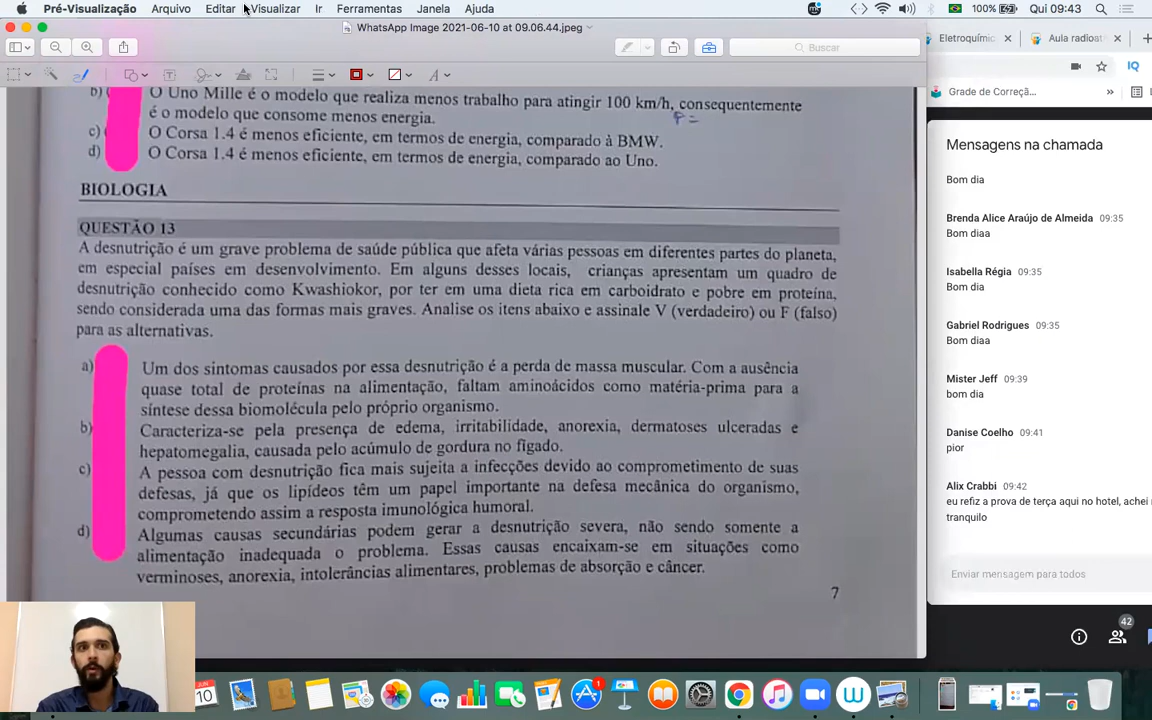 Pré-Visualização Arquivo Editar Visualizar Ir Ferramentas Janela Ajuda 100% Qui 09:43
WhatsApp Image 2021-06-10 at 09.06.44.jpeg
Buscar
Eletroquímic Aula radioat
Grade de Correçã...
b) O Uno Mille é o modelo que realiza menos trabalho para atingir 100 km/h, consequentemente
é o modelo que consome menos energia.
P =
c) O Corsa 1.4 é menos eficiente, em termos de energia, comparado à BMW.
d) O Corsa 1.4 é menos eficiente, em termos de energia, comparado ao Uno.
BIOLOGIA
QUESTÃO 13
A desnutrição é um grave problema de saúde pública que afeta várias pessoas em diferentes partes do planeta,
em especial países em desenvolvimento. Em alguns desses locais, crianças apresentam um quadro de
desnutrição conhecido como Kwashiokor, por ter em uma dieta rica em carboidrato e pobre em proteína,
sendo considerada uma das formas mais graves. Analise os itens abaixo e assinale V (verdadeiro) ou F (falso)
para as alternativas.
a) Um dos sintomas causados por essa desnutrição é a perda de massa muscular. Com a ausência
quase total de proteínas na alimentação, faltam aminoácidos como matéria-prima para a
síntese dessa biomolécula pelo próprio organismo.
b) Caracteriza-se pela presença de edema, irritabilidade, anorexia, dermatoses ulceradas e
hepatomegalia, causada pelo acúmulo de gordura no fígado.
c) A pessoa com desnutrição fica mais sujeita a infecções devido ao comprometimento de suas
defesas, já que os lipídeos têm um papel importante na defesa mecânica do organismo,
comprometendo assim a resposta imunológica humoral.
d) Algumas causas secundárias podem gerar a desnutrição severa, não sendo somente a
alimentação inadequada o problema. Essas causas encaixam-se em situações como
verminoses, anorexia, intolerâncias alimentares, problemas de absorção e câncer.
7
Mensagens na chamada
Bom dia
Brenda Alice Araújo de Almeida 09:35
Bom diaa
Isabella Régia 09:35
Bom dia
Gabriel Rodrigues 09:35
Bom diaa
Mister Jeff 09:39
bom dia
Danise Coelho 09:41
pior
Alix Crabbi 09:42
eu refiz a prova de terça aqui no hotel, achei
tranquilo
Enviar mensagem para todos
42
10
1